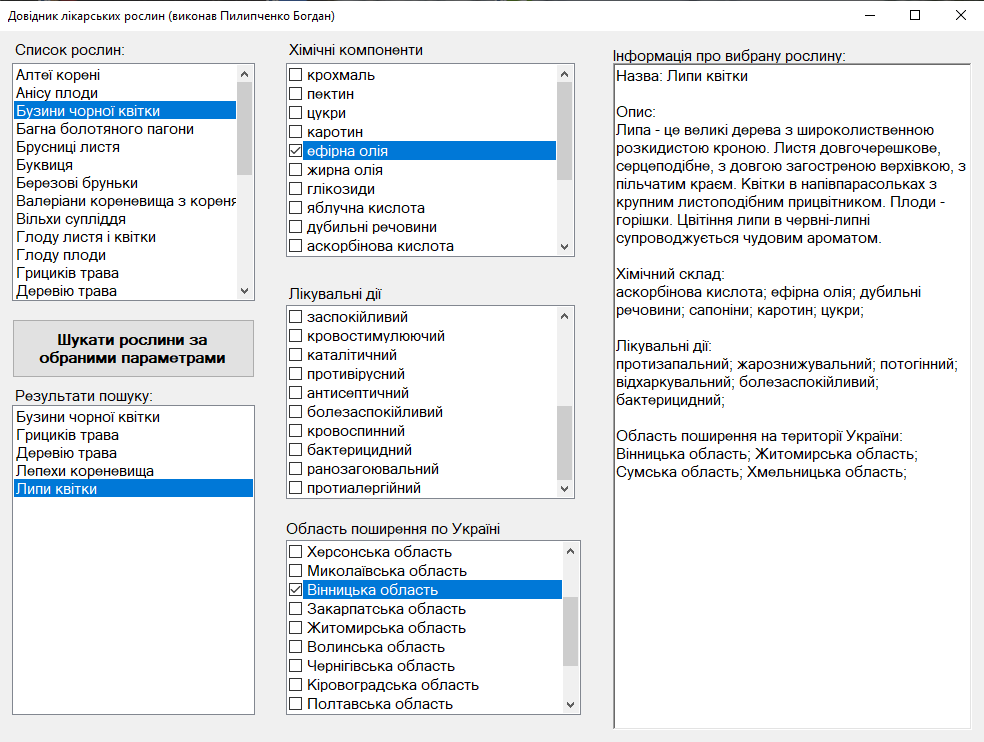 Довідник лікарських рослин (виконав Пилипченко Богдан)
Список рослин:
Алтеї корені
Анісу плоди
Бузини чорної квітки
Багна болотяного пагони
Брусниці листя
Буквиця
Березові бруньки
Валеріани кореневища з кореня
Вільхи супліддя
Глоду листя і квітки
Глоду плоди
Грициків трава
Деревію трава
Шукати рослини за
обраними параметрами
Результати пошуку:
Бузини чорної квітки
Грициків трава
Деревію трава
Лепехи кореневища
Липи квітки
Хімічні компоненти
крохмаль
пектин
цукри
каротин
ефірна олія
жирна олія
глікозиди
яблучна кислота
дубильні речовини
аскорбінова кислота
Лікувальні дії
заспокійливий
кровостимулюючий
каталітичний
противірусний
антисептичний
болезаспокійливий
кровоспинний
бактерицидний
ранозагоювальний
протиалергійний
Область поширення по Україні
Херсонська область
Миколаївська область
Вінницька область
Закарпатська область
Житомирська область
Волинська область
Чернігівська область
Кіровоградська область
Полтавська область
Інформація про вибрану рослину:
Назва: Липи квітки
Опис:
Липа - це великі дерева з широколиственною
розкидистою кроною. Листя довгочерешкове,
серцеподібне, з довгою загостреною верхівкою, з
пільчатим краєм. Квітки в напівпарасольках з
крупним листоподібним прицвітником. Плоди -
горішки. Цвітіння липи в червні-липні
супроводжується чудовим ароматом.
Хімічний склад:
аскорбінова кислота; ефірна олія; дубильні
речовини; сапоніни; каротин; цукри;
Лікувальні дії:
протизапальний; жарознижувальний; потогінний;
відхаркувальний; болезаспокійливий;
бактерицидний;
Область поширення на території України:
Вінницька область; Житомирська область;
Сумська область; Хмельницька область;